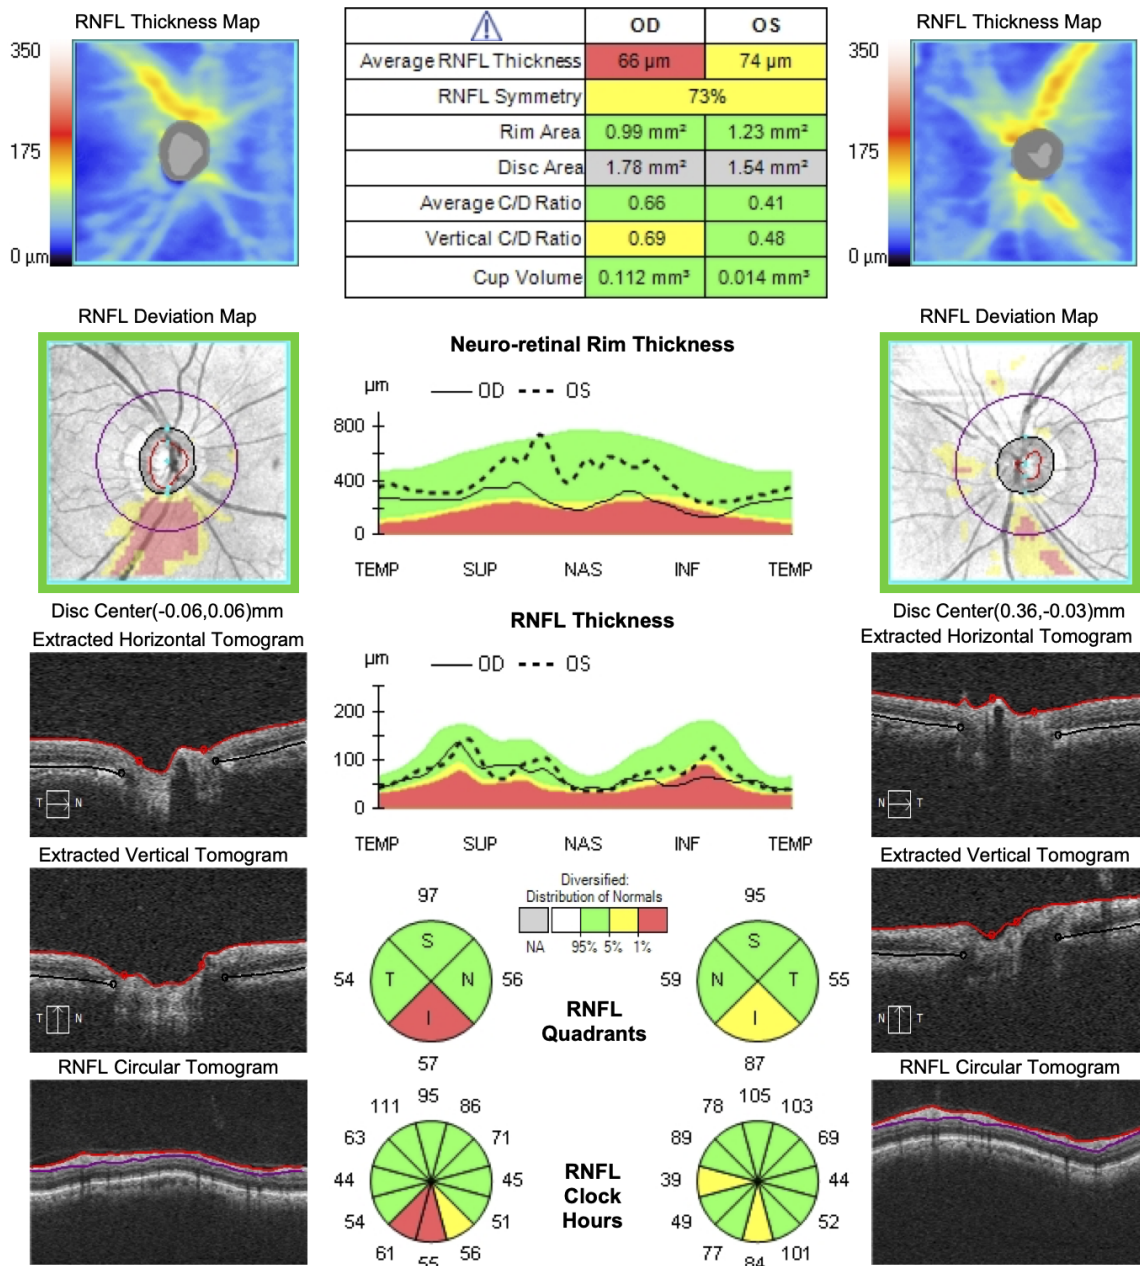 RNFL Thickness Map
350
175
0 µm
OD OS
Average RNFL Thickness 66 µm 74 µm
RNFL Symmetry 73%
Rim Area 0.99 mm² 1.23 mm²
Disc Area 1.78 mm² 1.54 mm²
Average C/D Ratio 0.66 0.41
Vertical C/D Ratio 0.69 0.48
Cup Volume 0.112 mm³ 0.014 mm³
RNFL Thickness Map
350
175
0 µm
RNFL Deviation Map
Disc Center(-0.06,0.06)mm
Neuro-retinal Rim Thickness
µm
OD OS
800
400
0
TEMP SUP NAS INF TEMP
RNFL Deviation Map
Disc Center(0.36,-0.03)mm
Extracted Horizontal Tomogram
T N
RNFL Thickness
µm
OD OS
200
100
0
TEMP SUP NAS INF TEMP
Extracted Horizontal Tomogram
N T
Extracted Vertical Tomogram
T N
Diversified:
Distribution of Normals
NA 95% 5% 1%
97
S
54 T N 56
I
57
RNFL
Quadrants
95
S
59 N T 55
I
87
Extracted Vertical Tomogram
N T
RNFL Circular Tomogram
95
111 86
63 71
44 45
54 51
61 56
55
RNFL
Clock
Hours
105
78 103
89 69
39 44
49 52
77 101
84
RNFL Circular Tomogram